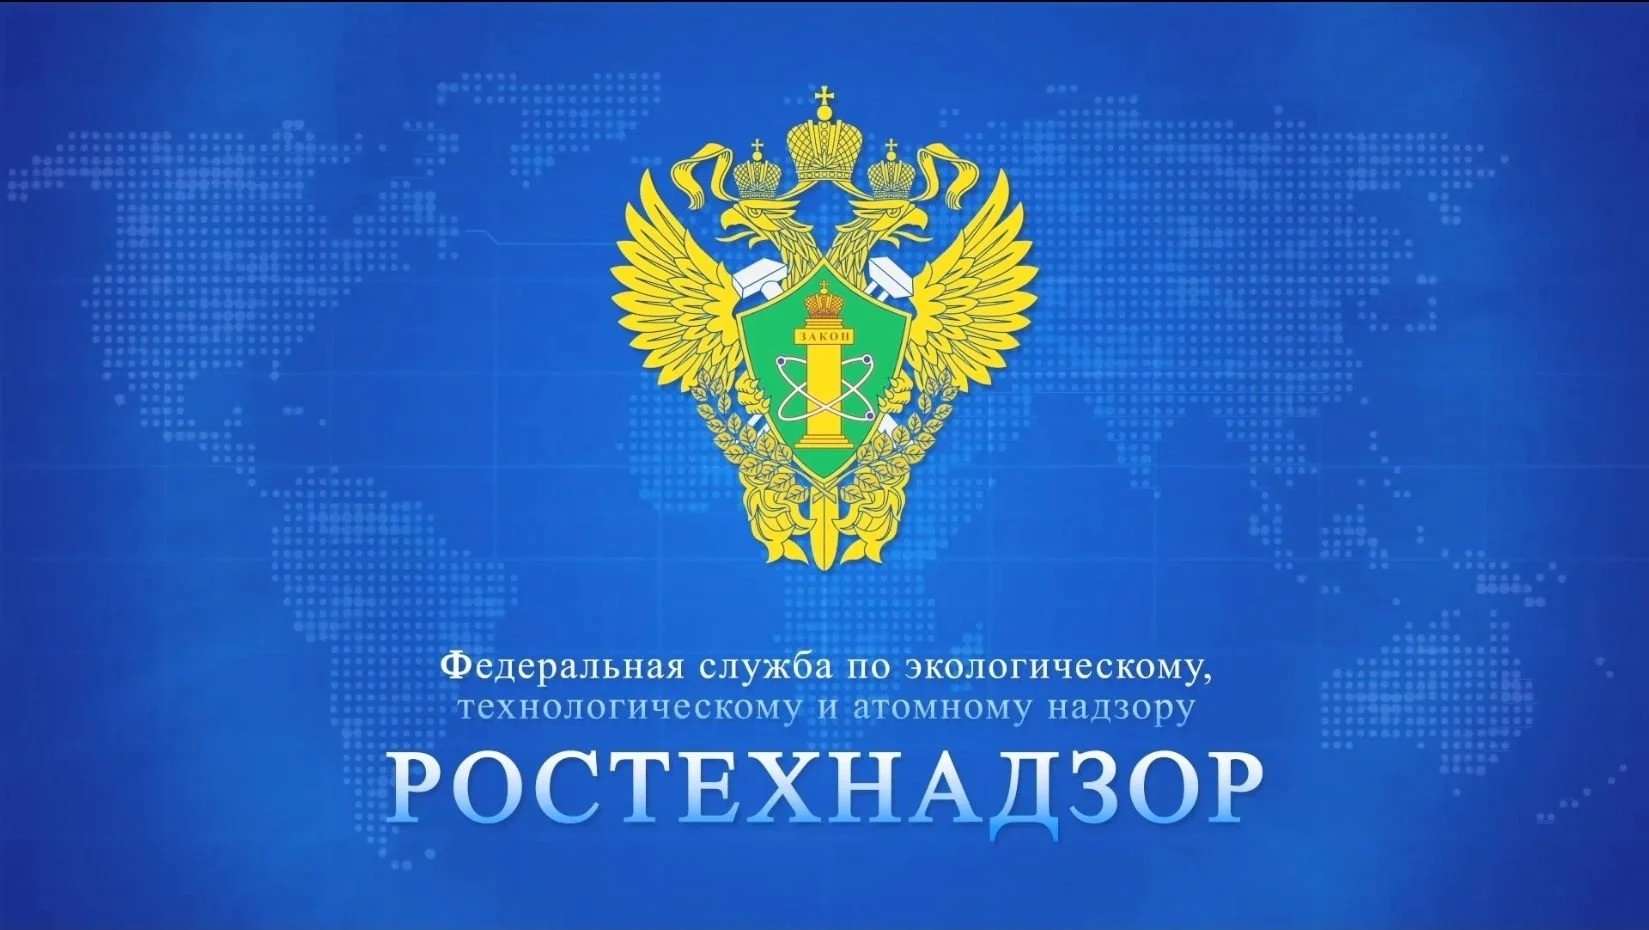 ЗАКОН
Федеральная служба по экологическому,
технологическому и атомному надзору
РОСТЕХНАДЗОР